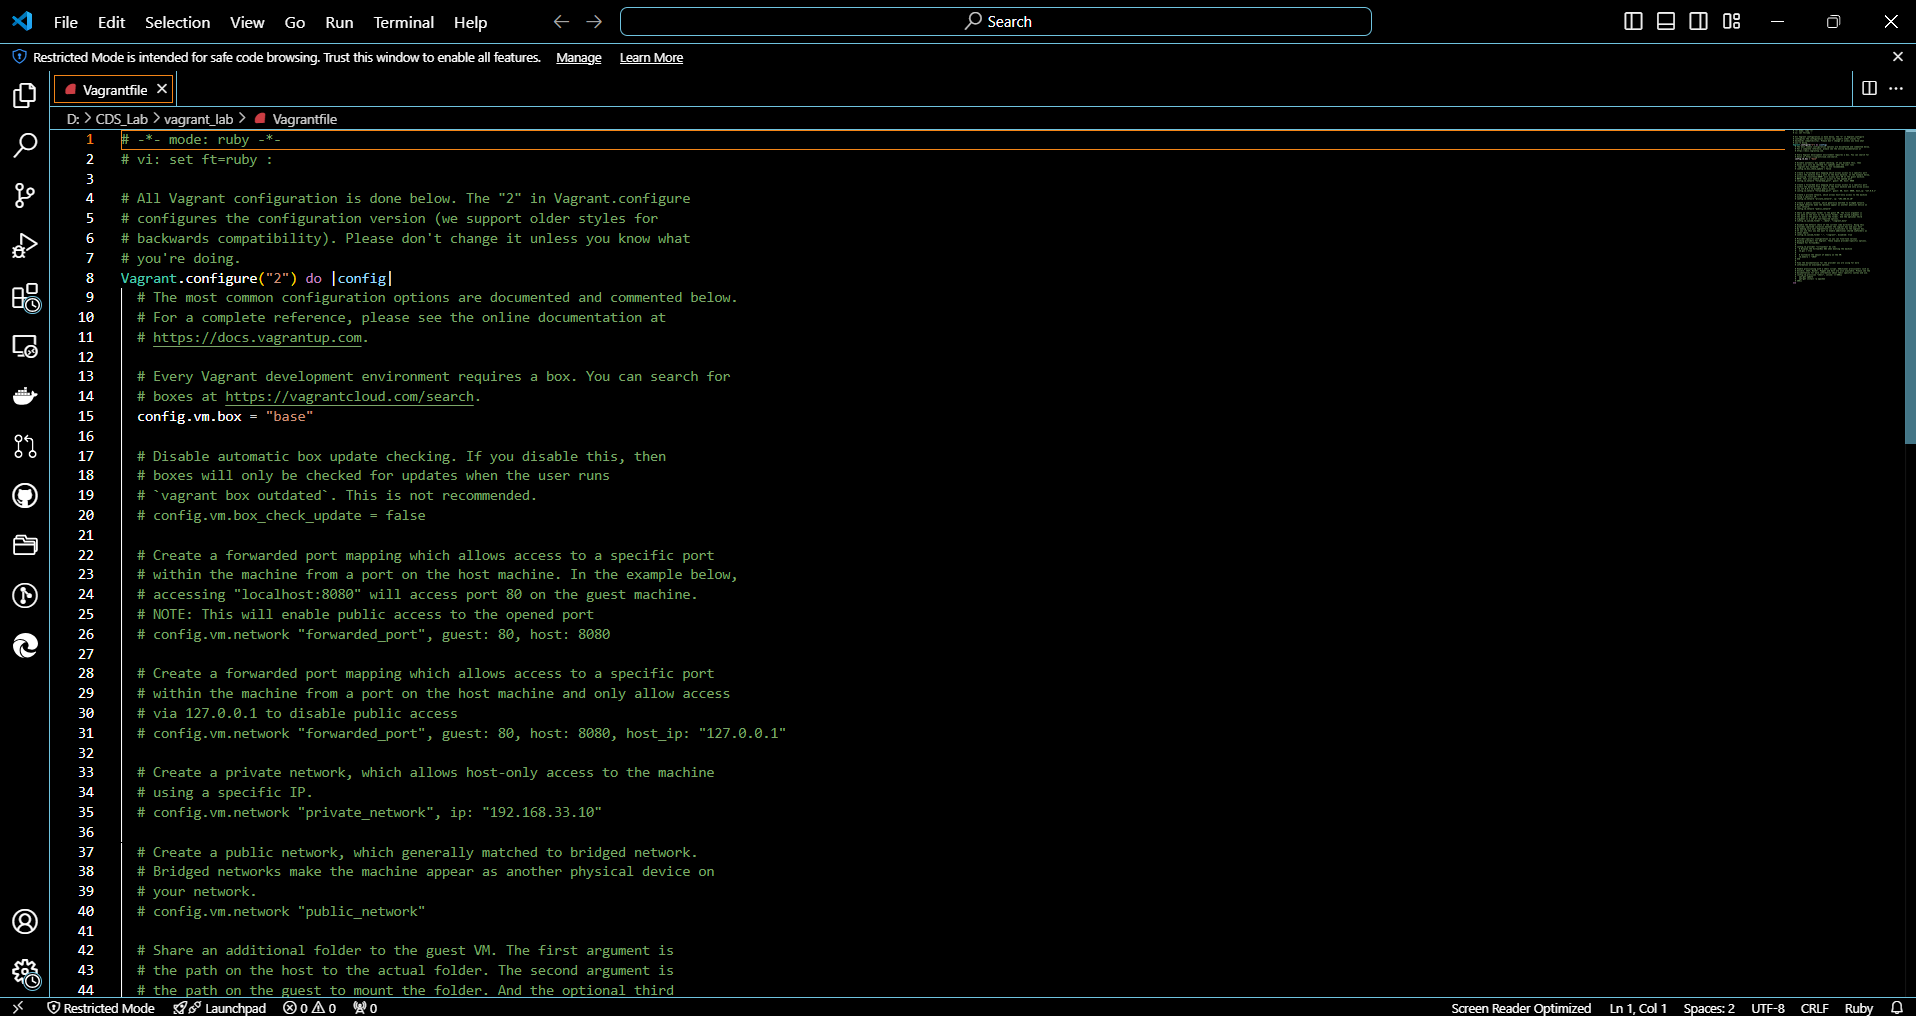 File Edit Selection View Go Run Terminal Help Search
Restricted Mode is intended for safe code browsing. Trust this window to enable all features. Manage Learn More
Vagrantfile
D: > CDS_Lab > vagrant_lab > Vagrantfile
1 # -*- mode: ruby -*-
2 # vi: set ft=ruby :
3
4 # All Vagrant configuration is done below. The "2" in Vagrant.configure
5 # configures the configuration version (we support older styles for
6 # backwards compatibility). Please don't change it unless you know what
7 # you're doing.
8 Vagrant.configure("2") do |config|
9 # The most common configuration options are documented and commented below.
10 # For a complete reference, please see the online documentation at
11 # https://docs.vagrantup.com.
12
13 # Every Vagrant development environment requires a box. You can search for
14 # boxes at https://vagrantcloud.com/search.
15 config.vm.box = "base"
16
17 # Disable automatic box update checking. If you disable this, then
18 # boxes will only be checked for updates when the user runs
19 # `vagrant box outdated`. This is not recommended.
20 # config.vm.box_check_update = false
21
22 # Create a forwarded port mapping which allows access to a specific port
23 # within the machine from a port on the host machine. In the example below,
24 # accessing "localhost:8080" will access port 80 on the guest machine.
25 # NOTE: This will enable public access to the opened port
26 # config.vm.network "forwarded_port", guest: 80, host: 8080
27
28 # Create a forwarded port mapping which allows access to a specific port
29 # within the machine from a port on the host machine and only allow access
30 # via 127.0.0.1 to disable public access
31 # config.vm.network "forwarded_port", guest: 80, host: 8080, host_ip: "127.0.0.1"
32
33 # Create a private network, which allows host-only access to the machine
34 # using a specific IP.
35 # config.vm.network "private_network", ip: "192.168.33.10"
36
37 # Create a public network, which generally matched to bridged network.
38 # Bridged networks make the machine appear as another physical device on
39 # your network.
40 # config.vm.network "public_network"
41
42 # Share an additional folder to the guest VM. The first argument is
43 # the path on the host to the actual folder. The second argument is
44 # the path on the guest to mount the folder. And the optional third
Restricted Mode Launchpad 0 0 0 Screen Reader Optimized Ln 1, Col 1 Spaces: 2 UTF-8 CRLF Ruby